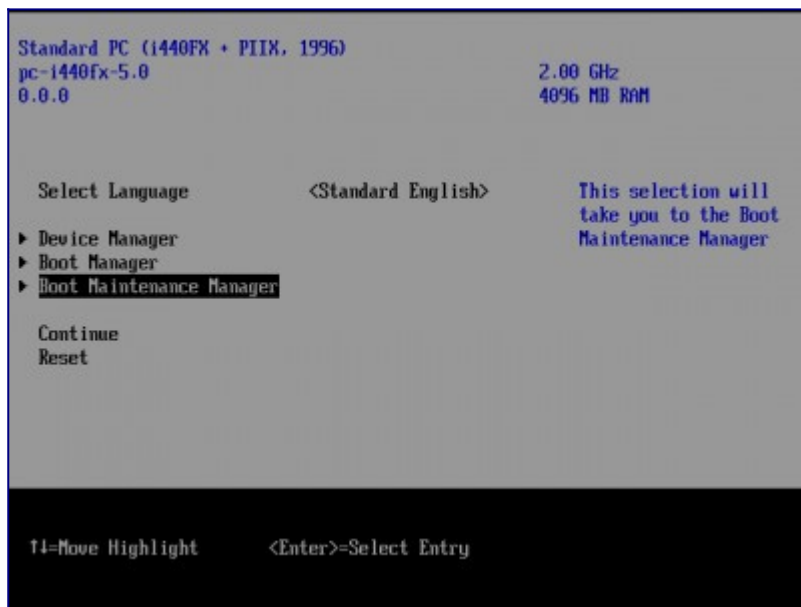 Standard PC (i440FX + PIIX, 1996)
pc-i440fx-5.0 2.00 GHz
0.0.0 4096 MB RAM
Select Language <Standard English> This selection will
take you to the Boot
▶ Device Manager Maintenance Manager
▶ Boot Manager
▶ Boot Maintenance Manager
Continue
Reset
↑↓=Move Highlight <Enter>=Select Entry